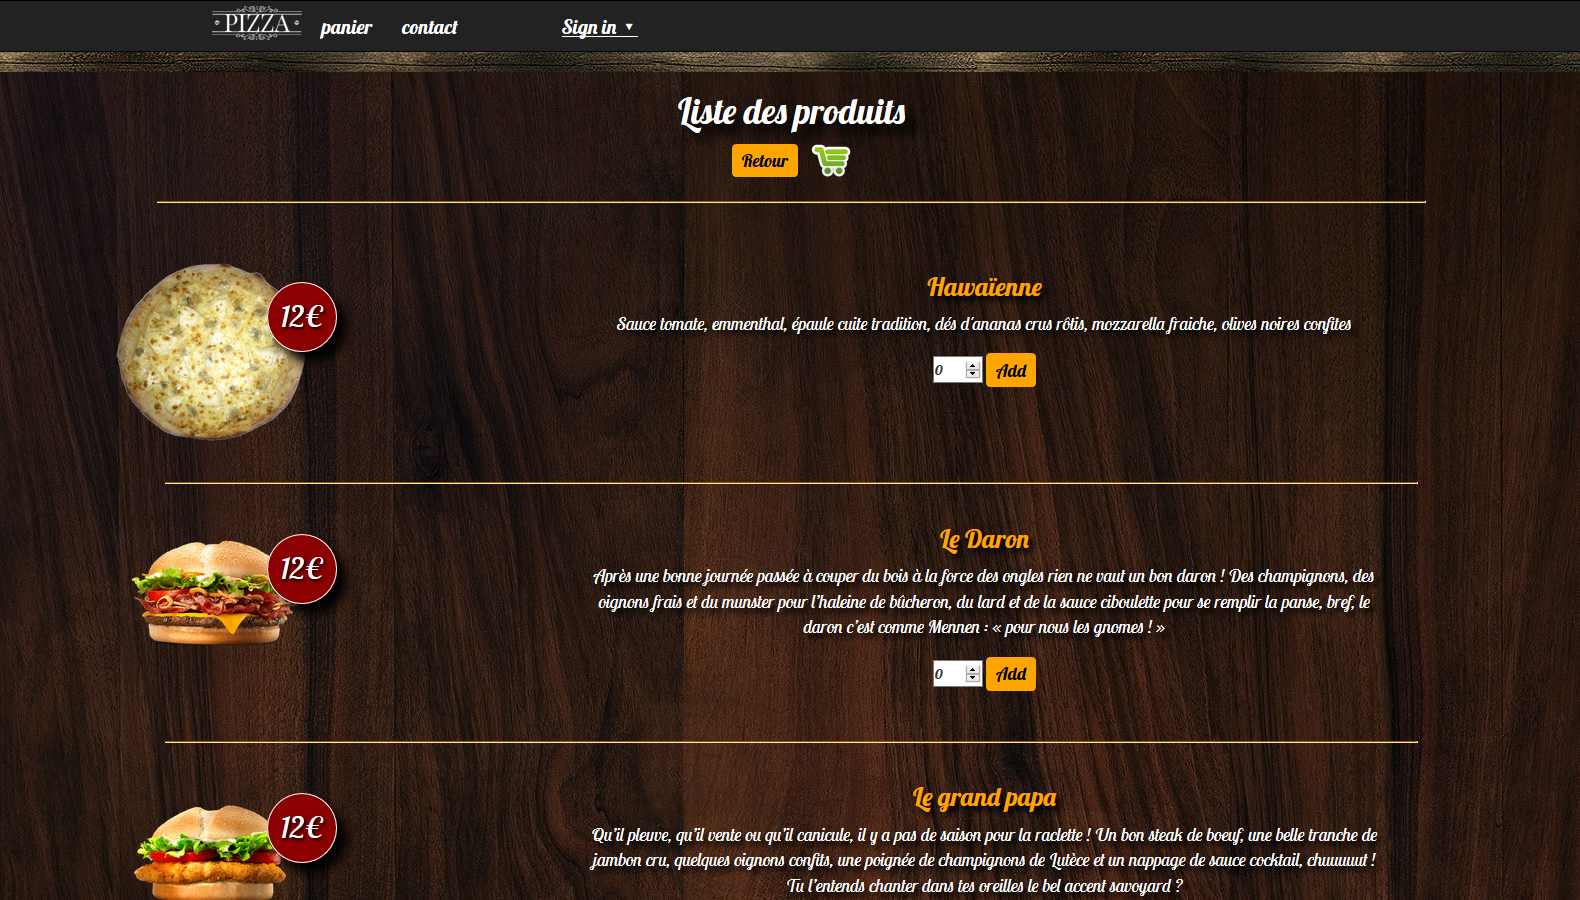 PIZZA panier contact Sign in
Liste des produits
Retour
12€
Hawaïenne
Sauce tomate, emmenthal, épaule cuite tradition, dés d'ananas crus rôtis, mozzarella fraiche, olives noires confites
0 Add
12€
Le Daron
Après une bonne journée passée à couper du bois à la force des ongles rien ne vaut un bon daron ! Des champignons, des
oignons frais et du munster pour l’haleine de bûcheron, du lard et de la sauce ciboulette pour se remplir la panse, bref, le
daron c’est comme Mennen : « pour nous les gnomes ! »
0 Add
12€
Le grand papa
Qu’il pleuve, qu’il vente ou qu’il canicule, il y a pas de saison pour la raclette ! Un bon steak de boeuf, une belle tranche de
jambon cru, quelques oignons confits, une poignée de champignons de Lutèce et un nappage de sauce cocktail, chuuuuut !
Tu l’entends chanter dans tes oreilles le bel accent savoyard ?